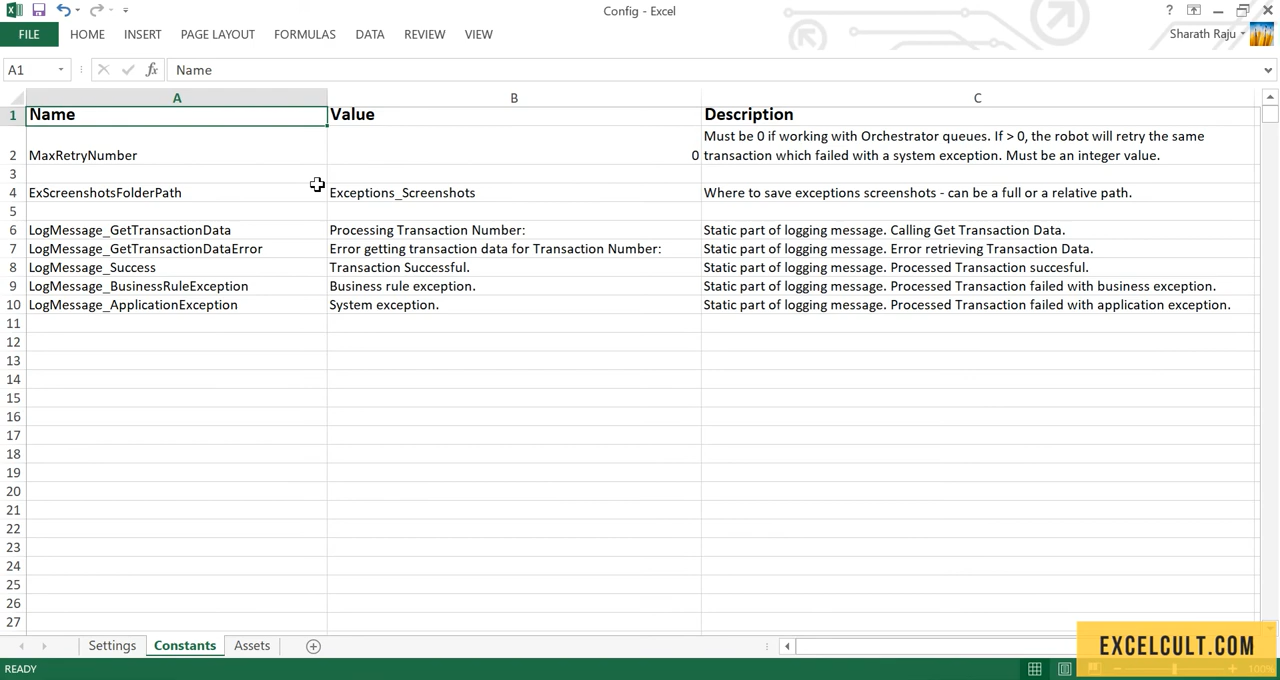 Config - Excel
?
FILE HOME INSERT PAGE LAYOUT FORMULAS DATA REVIEW VIEW
Sharath Raju
A1 fx Name
A B C
1 Name Value Description
Must be 0 if working with Orchestrator queues. If > 0, the robot will retry the same
2 MaxRetryNumber 0 transaction which failed with a system exception. Must be an integer value.
3
4 ExScreenshotsFolderPath Exceptions_Screenshots Where to save exceptions screenshots - can be a full or a relative path.
5
6 LogMessage_GetTransactionData Processing Transaction Number: Static part of logging message. Calling Get Transaction Data.
7 LogMessage_GetTransactionDataError Error getting transaction data for Transaction Number: Static part of logging message. Error retrieving Transaction Data.
8 LogMessage_Success Transaction Successful. Static part of logging message. Processed Transaction succesful.
9 LogMessage_BusinessRuleException Business rule exception. Static part of logging message. Processed Transaction failed with business exception.
10 LogMessage_ApplicationException System exception. Static part of logging message. Processed Transaction failed with application exception.
11
12
13
14
15
16
17
18
19
20
21
22
23
24
25
26
27
Settings Constants Assets
EXCELCULT.COM
READY 100%